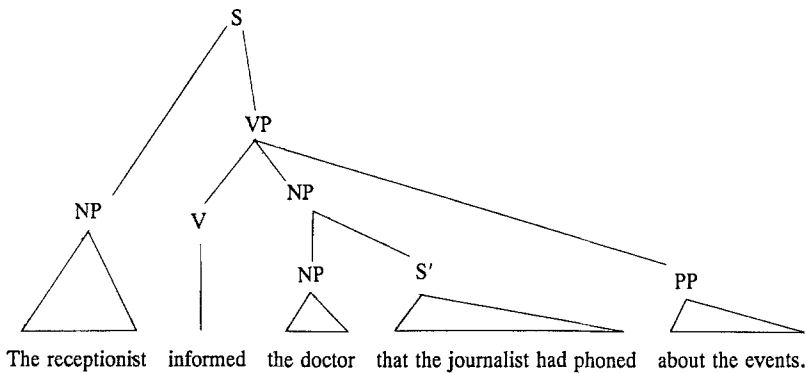 S
VP
NP
NP V
NP S′ PP
The receptionist informed the doctor that the journalist had phoned about the events.